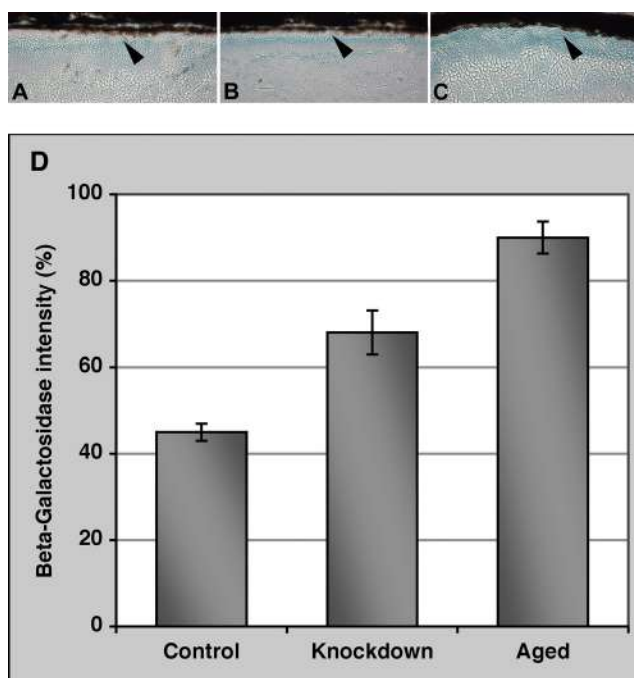 A
B
C
D
100
80
60
40
20
0
Beta-Galactosidase intensity (%)
Control Knockdown Aged